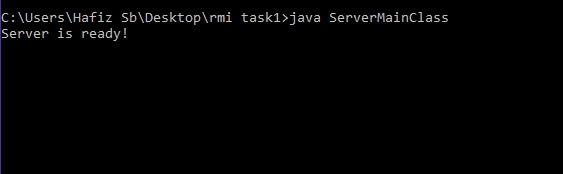 C:\Users\Hafiz Sb\Desktop\rmi task1>java ServerMainClass
Server is ready!